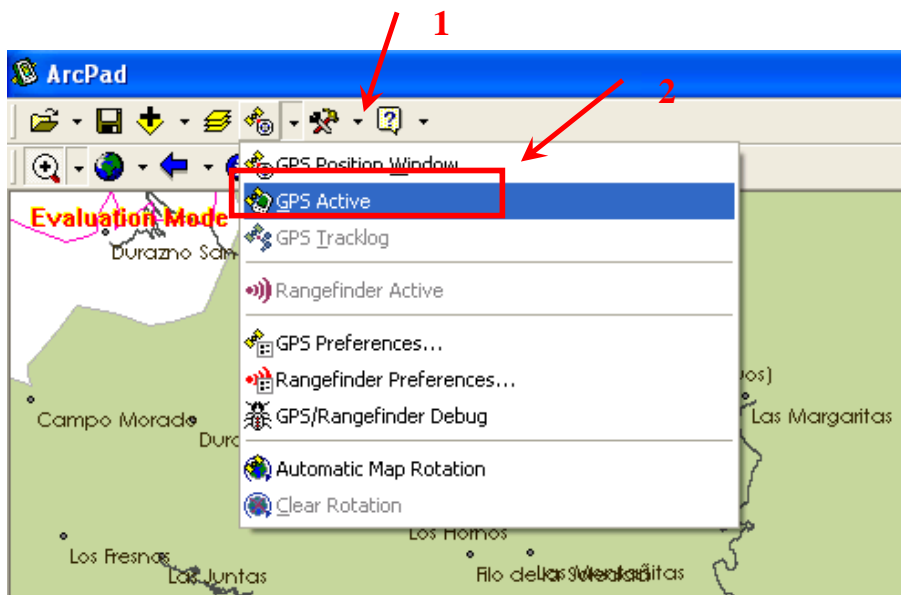 1
ArcPad
2
GPS Position Window
GPS Active
Evaluation Mode
GPS Tracklog
Durazno San
Rangefinder Active
GPS Preferences...
Rangefinder Preferences...
Campo Morado
GPS/Rangefinder Debug
Las Margaritas
Automatic Map Rotation
Clear Rotation
Los Hornos
Los Fresnos
Las Juntas
Filo de